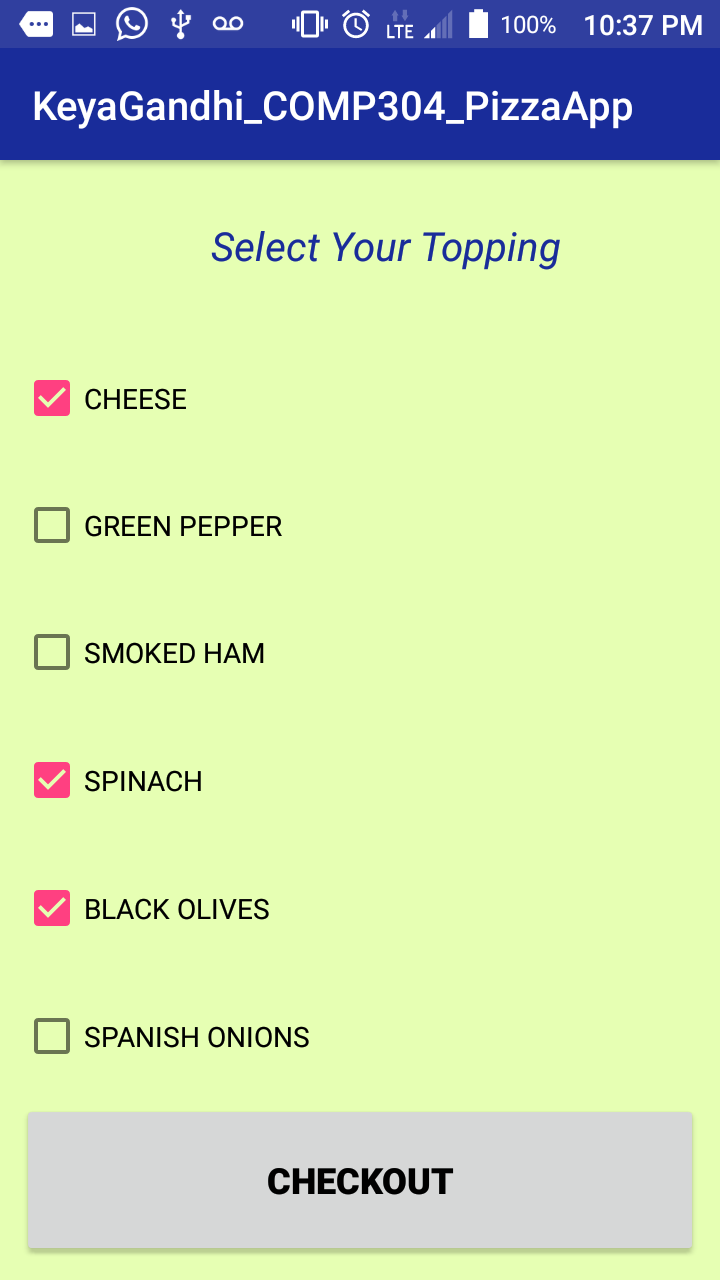 LTE 100% 10:37 PM
KeyaGandhi_COMP304_PizzaApp
Select Your Topping
CHEESE
GREEN PEPPER
SMOKED HAM
SPINACH
BLACK OLIVES
SPANISH ONIONS
CHECKOUT